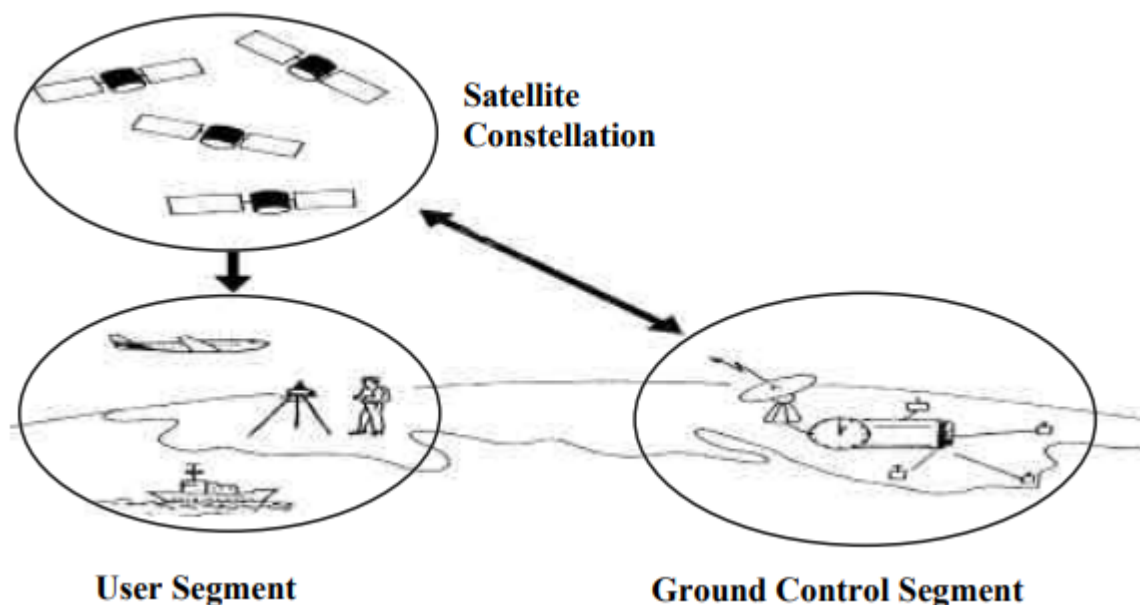 Satellite
Constellation
User Segment
Ground Control Segment